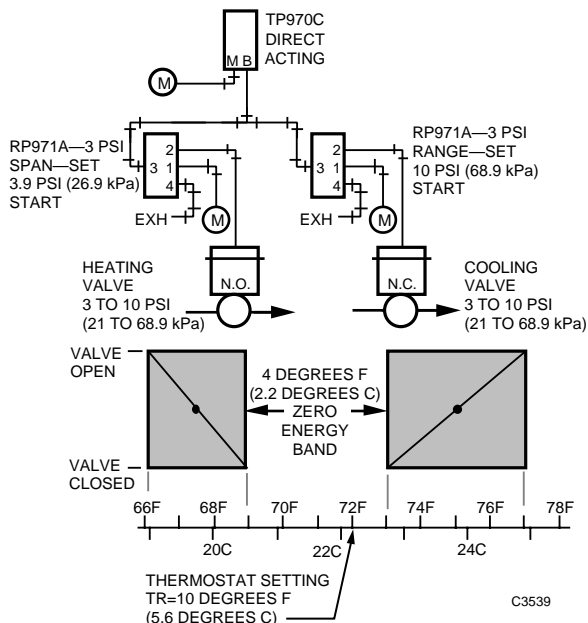 TP970C
DIRECT
ACTING
M B
M
RP971A—3 PSI
SPAN—SET
3.9 PSI (26.9 kPa)
START
2
3 1
4
EXH
M
2
3 1
4
EXH
M
RP971A—3 PSI
RANGE—SET
10 PSI (68.9 kPa)
START
HEATING
VALVE
3 TO 10 PSI
(21 TO 68.9 kPa)
N.O.
N.C.
COOLING
VALVE
3 TO 10 PSI
(21 TO 68.9 kPa)
VALVE
OPEN
4 DEGREES F
(2.2 DEGREES C)
ZERO
ENERGY
BAND
VALVE
CLOSED
66F 68F 70F 72F 74F 76F 78F
20C 22C 24C
THERMOSTAT SETTING
TR=10 DEGREES F
(5.6 DEGREES C)
C3539